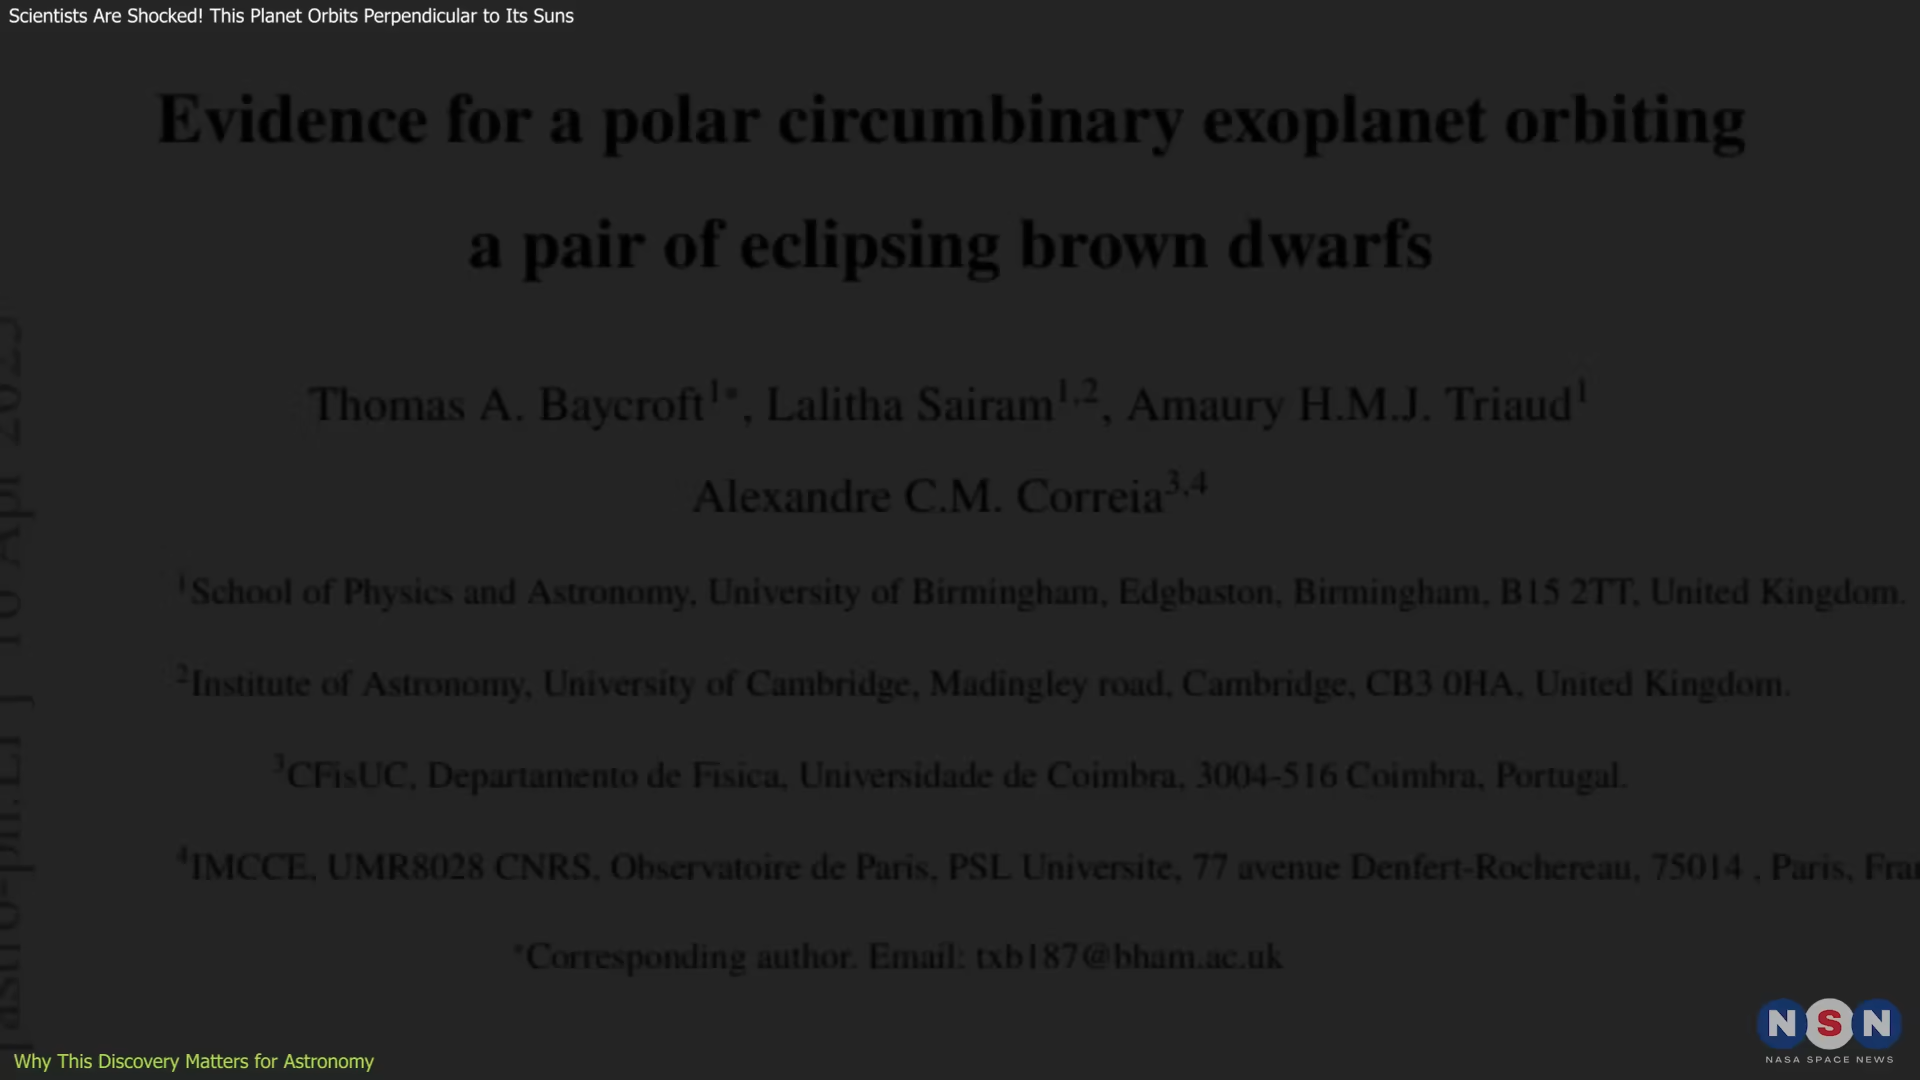 Scientists Are Shocked! This Planet Orbits Perpendicular to Its Suns
Evidence for a polar circumbinary exoplanet orbiting
a pair of eclipsing brown dwarfs
Thomas A. Baycroft¹*, Lalitha Sairam¹,², Amaury H.M.J. Triaud¹
Alexandre C.M. Correia³,⁴
¹School of Physics and Astronomy, University of Birmingham, Edgbaston, Birmingham, B15 2TT, United Kingdom.
²Institute of Astronomy, University of Cambridge, Madingley road, Cambridge, CB3 0HA, United Kingdom.
³CFisUC, Departamento de Física, Universidade de Coimbra, 3004-516 Coimbra, Portugal.
⁴IMCCE, UMR8028 CNRS, Observatoire de Paris, PSL Universite, 77 avenue Denfert-Rochereau, 75014 , Paris,
*Corresponding author. Email: txb187@bham.ac.uk
NSN
NASA SPACE NEWS
Why This Discovery Matters for Astronomy